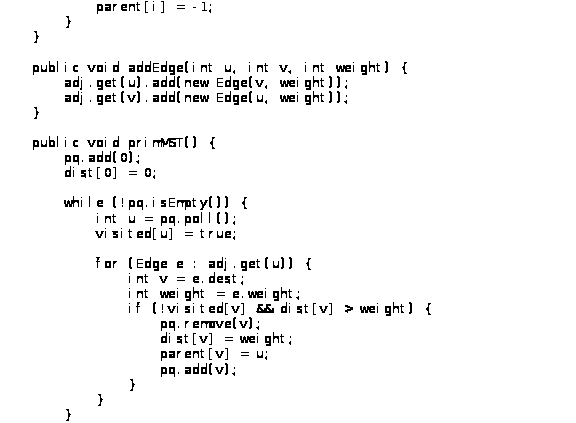 parent[i] = -1;
}
}
public void addEdge(int u, int v, int weight) {
adj.get(u).add(new Edge(v, weight));
adj.get(v).add(new Edge(u, weight));
}
public void primMST() {
pq.add(0);
dist[0] = 0;
while (!pq.isEmpty()) {
int u = pq.poll();
visited[u] = true;
for (Edge e : adj.get(u)) {
int v = e.dest;
int weight = e.weight;
if (!visited[v] && dist[v] > weight) {
pq.remove(v);
dist[v] = weight;
parent[v] = u;
pq.add(v);
}
}
}